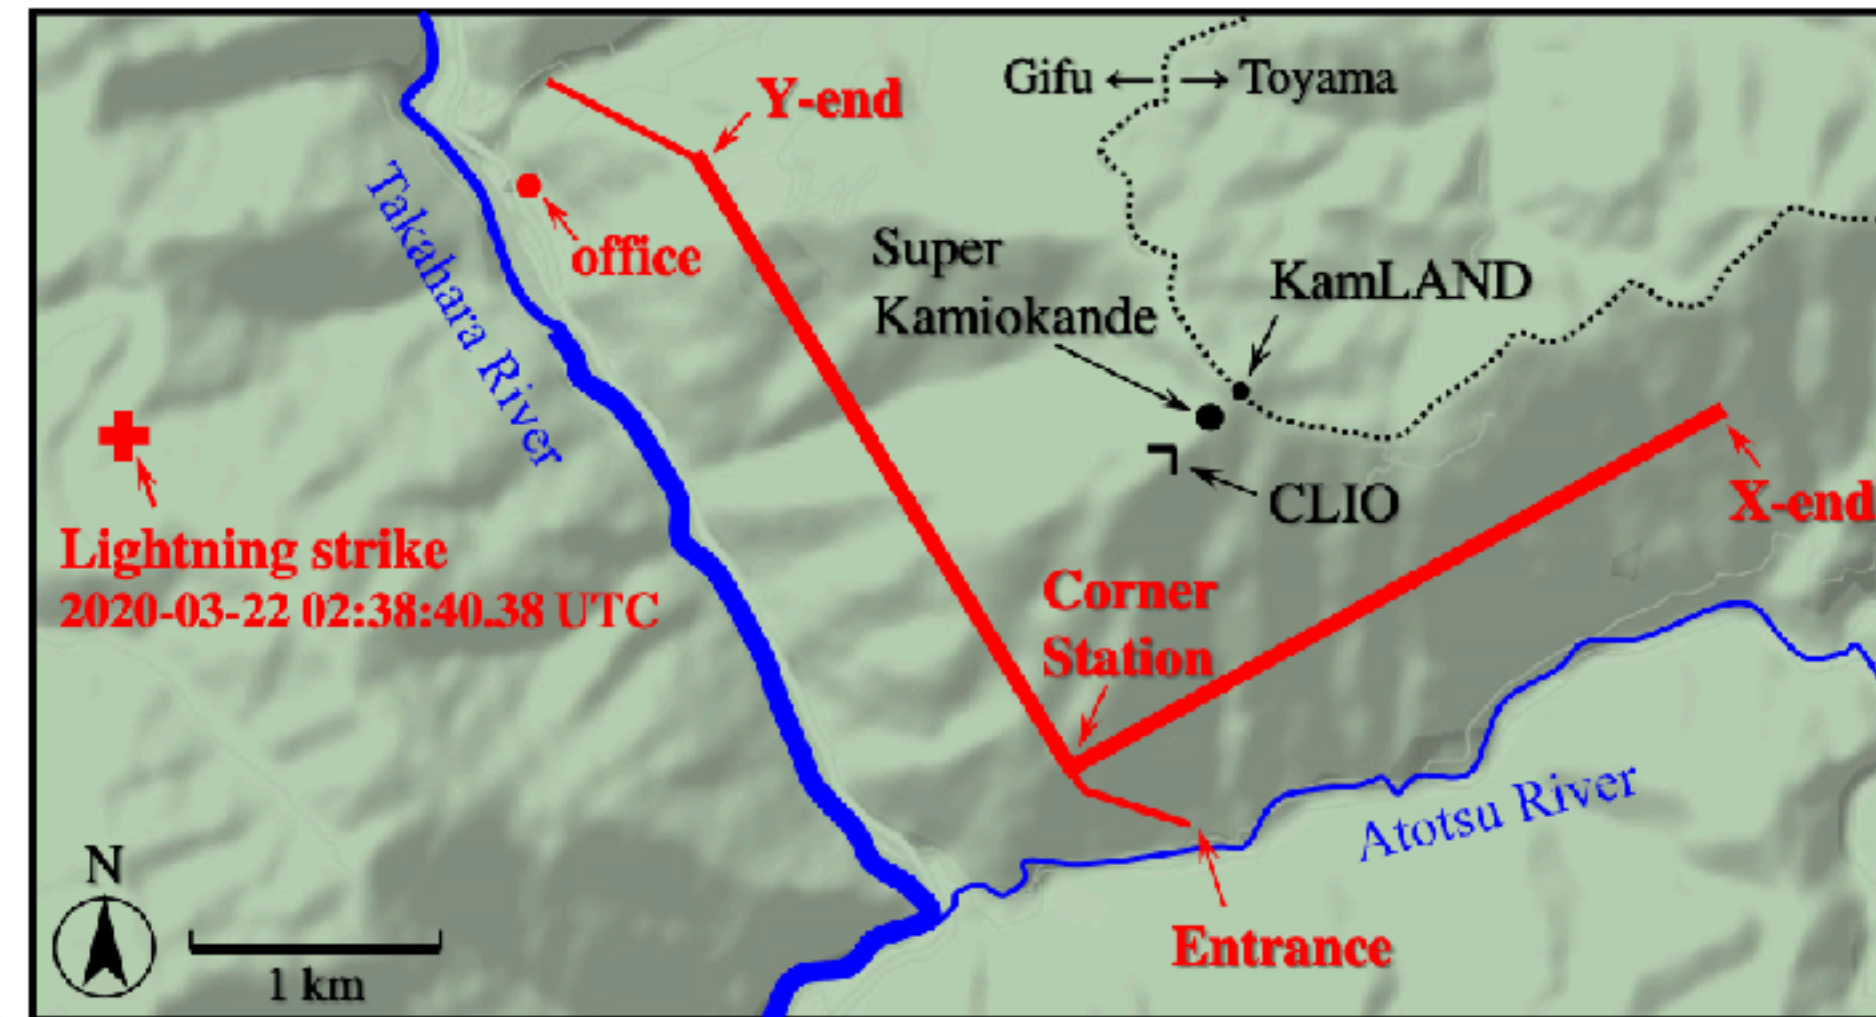 Gifu ←→ Toyama
Y-end
Takahara River
office
Super
Kamiokande
KamLAND
CLIO
X-end
Lightning strike
2020-03-22 02:38:40.38 UTC
Corner
Station
Atotsu River
Entrance
N
1 km